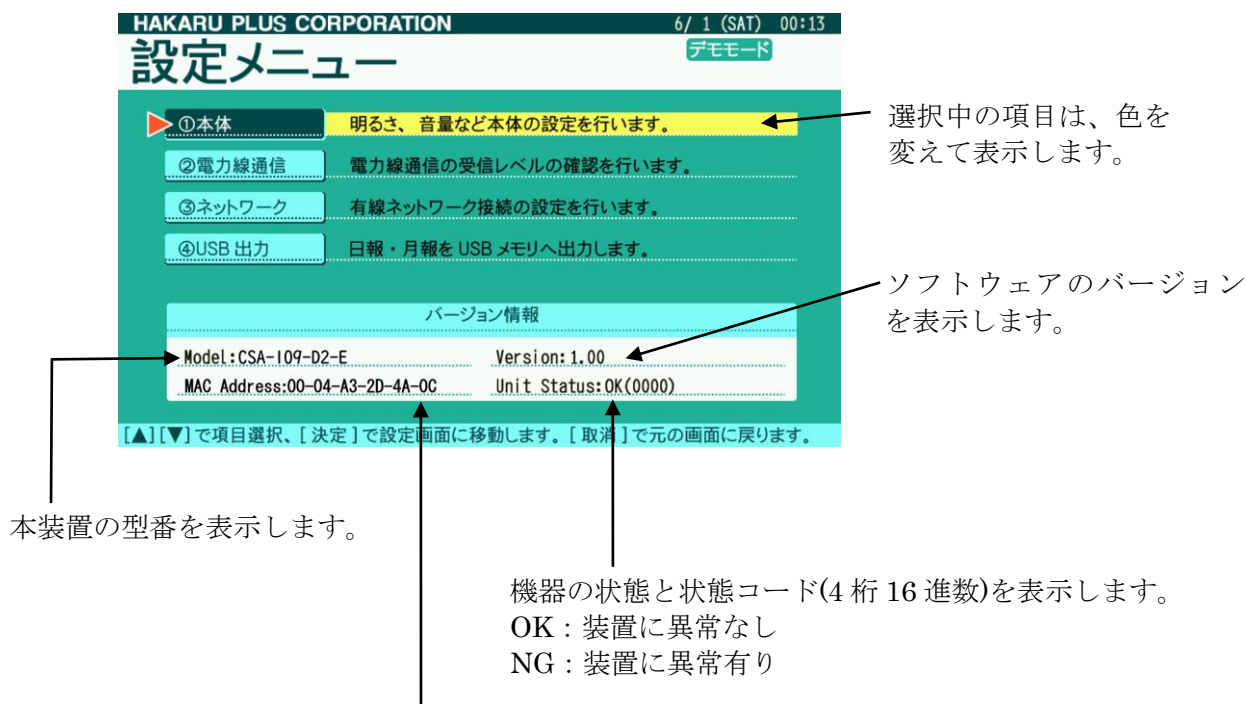 HAKARU PLUS CORPORATION 6/ 1 (SAT) 00:13
設定メニュー
デモモード
①本体 明るさ、音量など本体の設定を行います。
選択中の項目は、色を
変えて表示します。
②電力線通信 電力線通信の受信レベルの確認を行います。
③ネットワーク 有線ネットワーク接続の設定を行います。
④USB 出力 日報・月報を USB メモリへ出力します。
ソフトウェアのバージョン
を表示します。
バージョン情報
Model:CSA-I09-D2-E Version:1.00
MAC Address:00-04-A3-2D-4A-0C Unit Status:OK(0000)
[▲][▼]で項目選択、[ 決定 ]で設定画面に移動します。[ 取消 ]で元の画面に戻ります。
本装置の型番を表示します。
機器の状態と状態コード(4 桁 16 進数)を表示します。
OK：装置に異常なし
NG：装置に異常有り